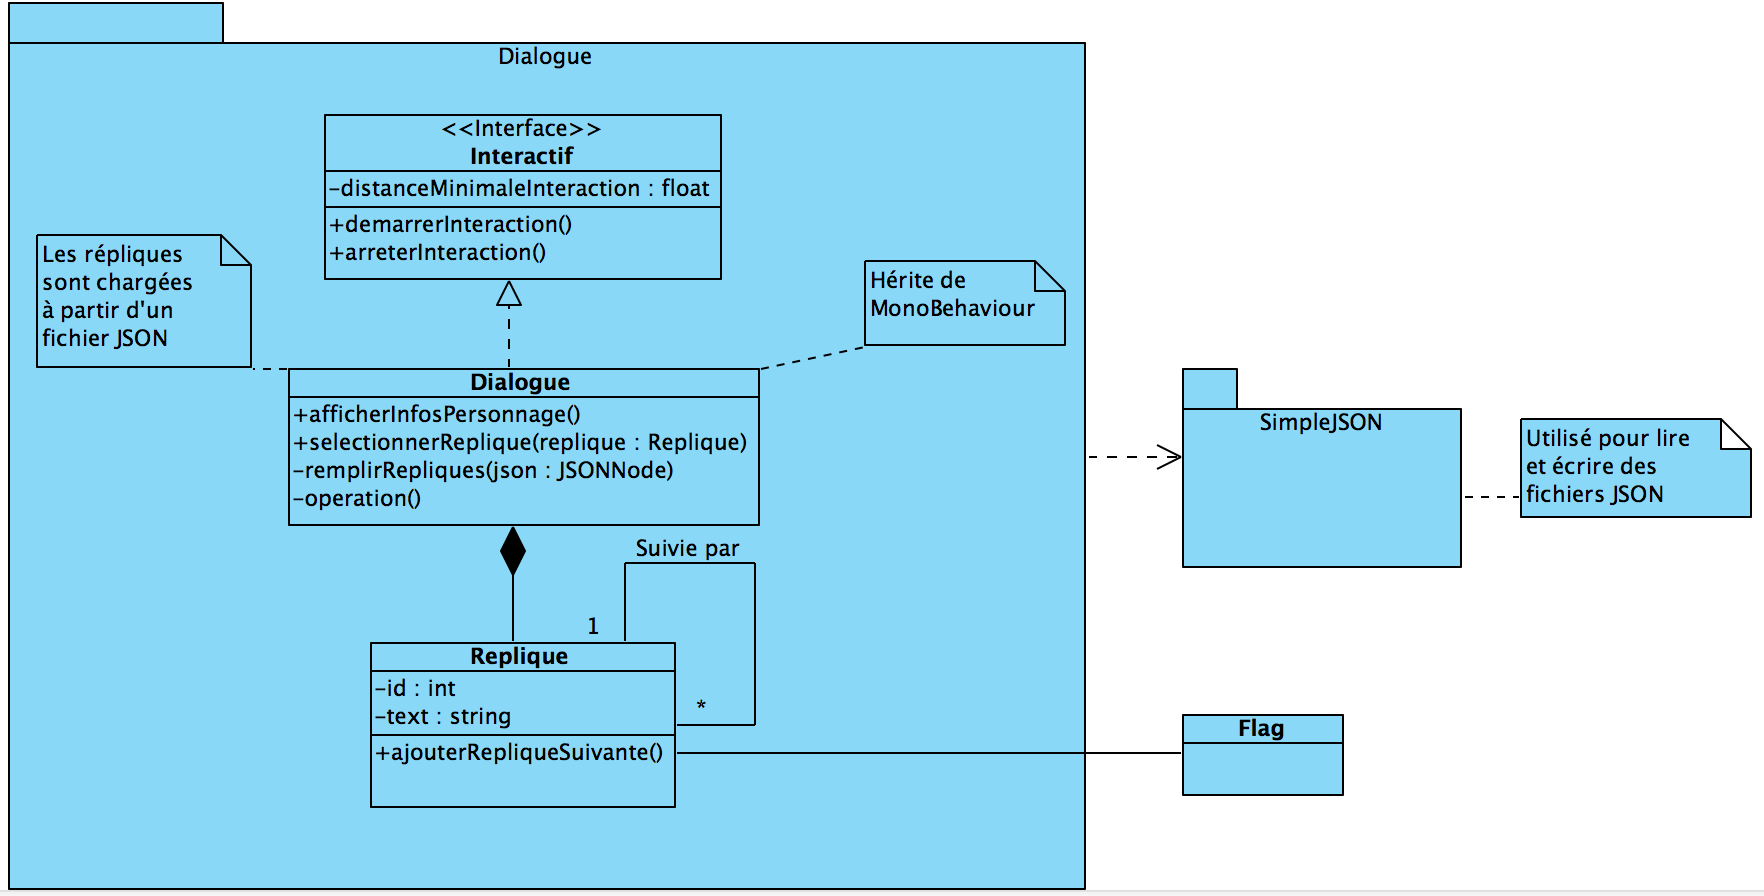 Dialogue
<<Interface>>
Interactif
-distanceMinimaleInteraction : float
+demarrerInteraction()
+arreterInteraction()
Les répliques
sont chargées
à partir d'un
fichier JSON
Hérite de
MonoBehaviour
Dialogue
+afficherInfosPersonnage()
+selectionnerReplique(replique : Replique)
-remplirRepliques(json : JSONNode)
-operation()
SimpleJSON
Utilisé pour lire
et écrire des
fichiers JSON
Suivie par
1
*
Replique
-id : int
-text : string
+ajouterRepliqueSuivante()
Flag